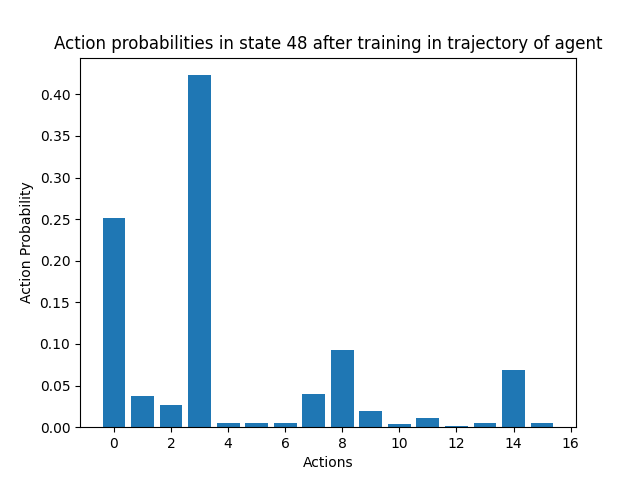 Action probabilities in state 48 after training in trajectory of agent
Action Probability
0.40
0.35
0.30
0.25
0.20
0.15
0.10
0.05
0.00
0 2 4 6 8 10 12 14 16
Actions